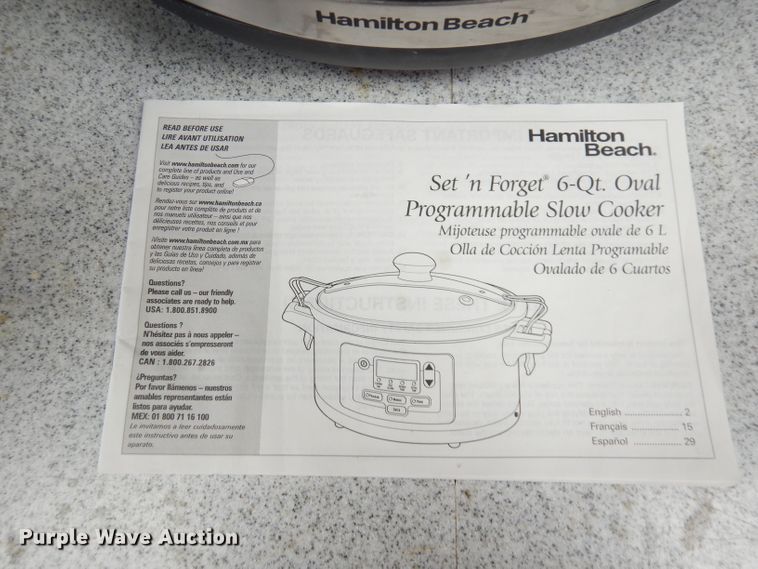 Hamilton Beach®
READ BEFORE USE
LIRE AVANT UTILISATION
LEA ANTES DE USAR
Visit www.hamiltonbeach.com for our
complete line of products and Use and
Care Guides – as well as
delicious recipes, tips, and
to register your product online!
Rendez-vous sur www.hamiltonbeach.ca
pour notre liste complète de produits et de
nos manuels utilisateur – ainsi que nos
délicieuses recettes, nos conseils et pour
enregistrer votre produit en ligne !
¡Visite www.hamiltonbeach.com.mx para
obtener nuestra línea completa de productos
y las Guías de Uso y Cuidado, además de
deliciosas recetas, consejos y para registrar
su producto en línea!
Questions?
Please call us – our friendly
associates are ready to help.
USA: 1.800.851.8900
Questions ?
N'hésitez pas à nous appeler –
nos associés s'empresseront
de vous aider.
CAN : 1.800.267.2826
¿Preguntas?
Por favor llámenos – nuestros
amables representantes están
listos para ayudar.
MEX: 01 800 71 16 100
Le invitamos a leer cuidadosamente
este instructivo antes de usar su
aparato.
Hamilton
Beach®
Set 'n Forget® 6-Qt. Oval
Programmable Slow Cooker
Mijoteuse programmable ovale de 6 L
Olla de Cocción Lenta Programable
Ovalado de 6 Cuartos
English .................. 2
Français ................ 15
Español ................ 29
Purple Wave Auction